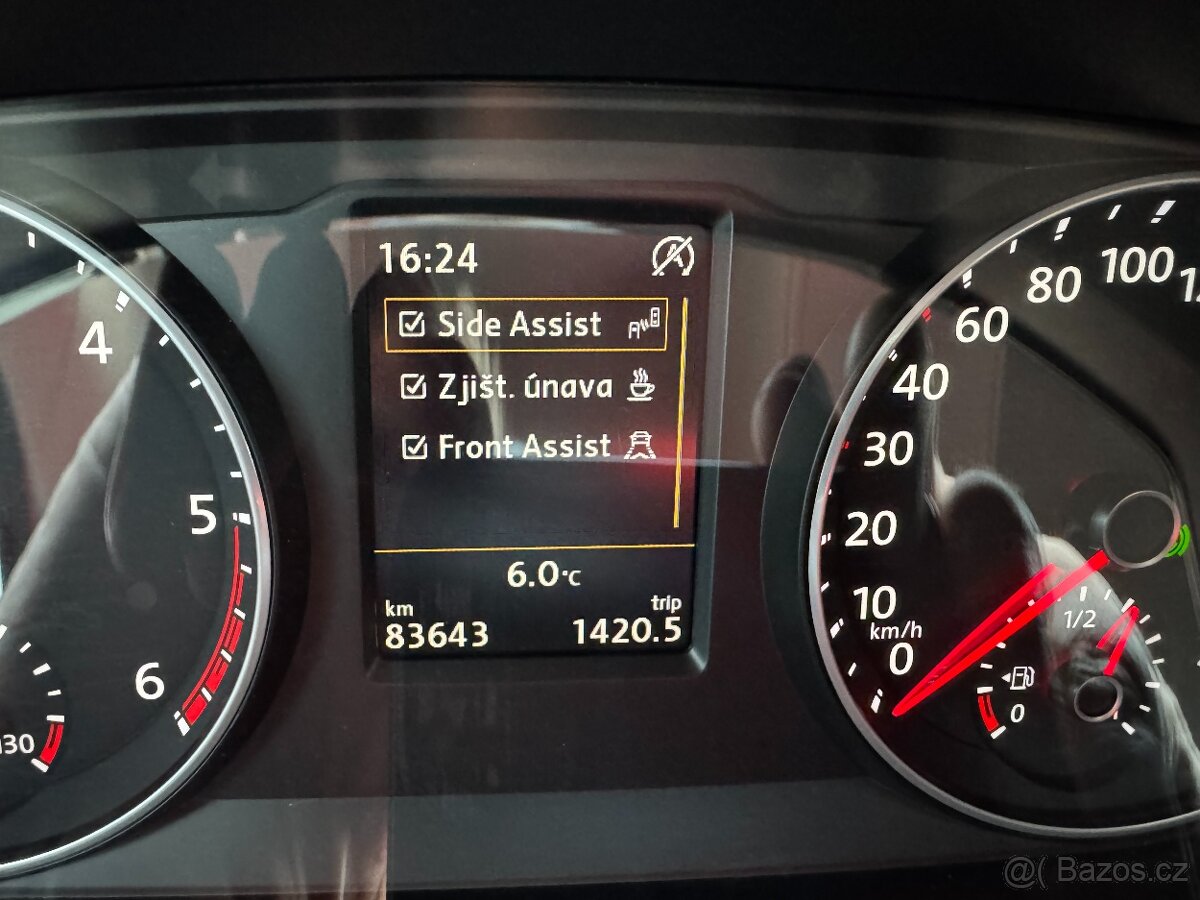 16:24
Side Assist
Zjišt. únava
Front Assist
6.0°C
km
83643
trip
1420.5
4
5
6
130
100
80
60
40
30
20
10
km/h
0
1/2
0
@( Bazos.cz